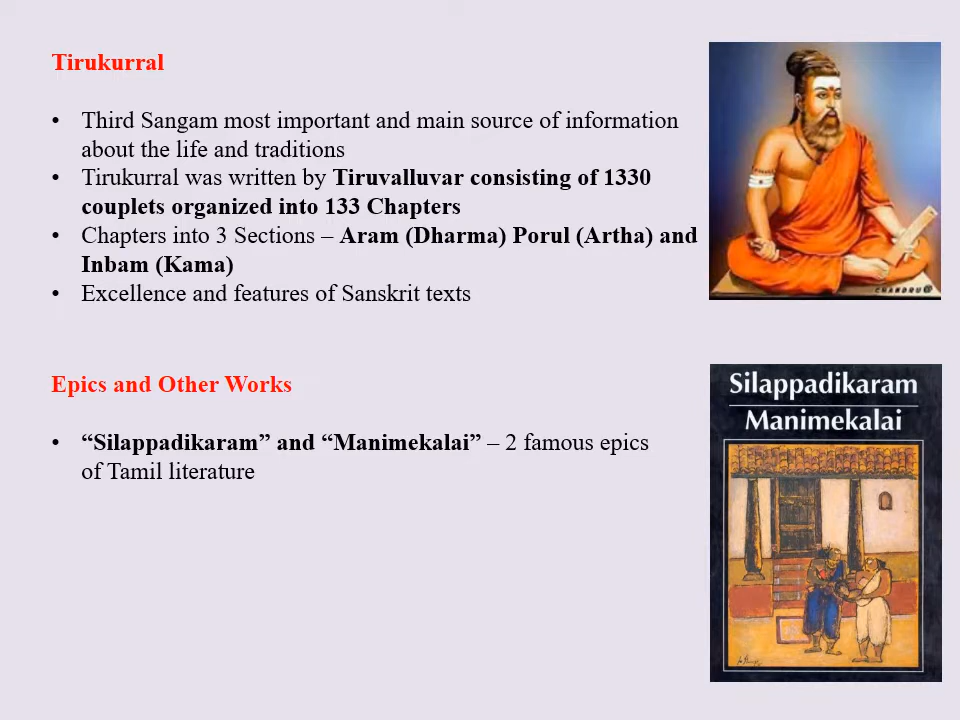 Tirukurral
• Third Sangam most important and main source of information
about the life and traditions
• Tirukurral was written by Tiruvalluvar consisting of 1330
couplets organized into 133 Chapters
• Chapters into 3 Sections – Aram (Dharma) Porul (Artha) and
Inbam (Kama)
• Excellence and features of Sanskrit texts
CHANDRU@
Epics and Other Works
• “Silappadikaram” and “Manimekalai” – 2 famous epics
of Tamil literature
Silappadikaram
Manimekalai